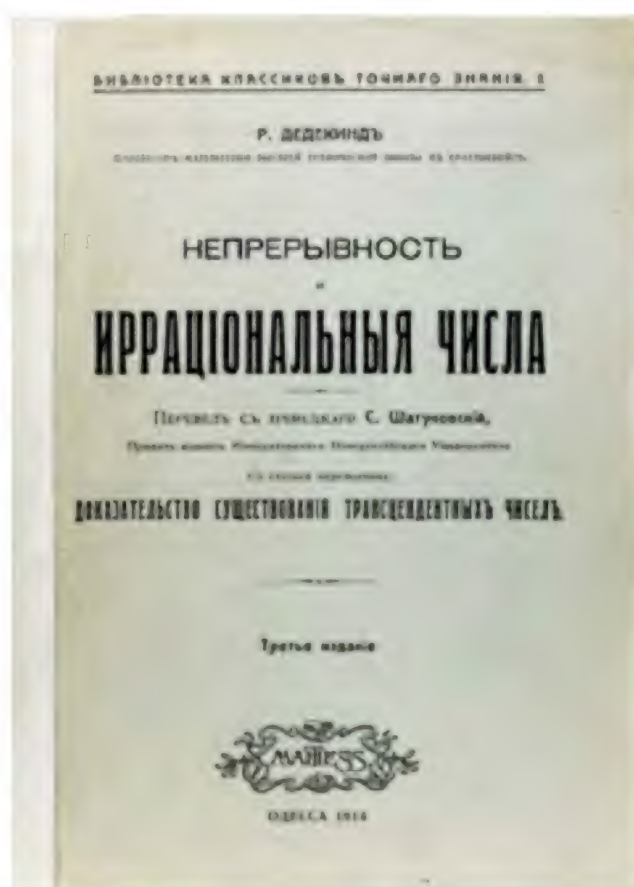 БИБЛІОТЕКА КЛАССИКОВЪ ТОЧНАГО ЗНАНІЯ
Р. ДЕДЕКИНДЪ
НЕПРЕРЫВНОСТЬ
и
ИРРАЦІОНАЛЬНЫЯ ЧИСЛА
Перевелъ съ нѣмецкаго С. Шатуновскій,
ДОКАЗАТЕЛЬСТВО СУЩЕСТВОВАНІЯ ТРАНСЦЕНДЕНТНЫХЪ ЧИСЕЛЪ.
Третье изданіе
MATHESIS
ОДЕССА